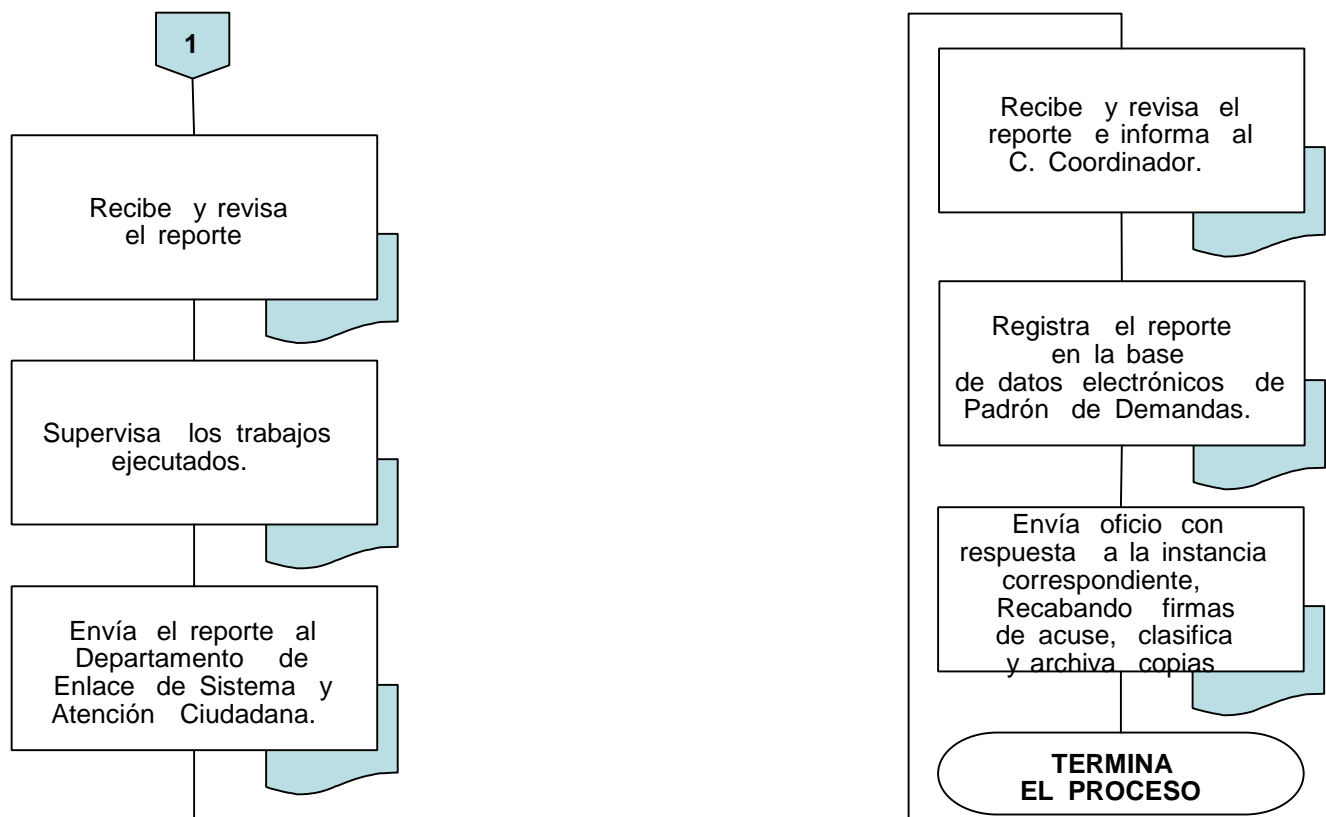 1
Recibe y revisa
el reporte
Supervisa los trabajos
ejecutados.
Envía el reporte al
Departamento de
Enlace de Sistema y
Atención Ciudadana.
Recibe y revisa el
reporte e informa al
C. Coordinador.
Registra el reporte
en la base
de datos electrónicos de
Padrón de Demandas.
Envía oficio con
respuesta a la instancia
correspondiente,
Recabando firmas
de acuse, clasifica
y archiva copias
TERMINA
EL PROCESO